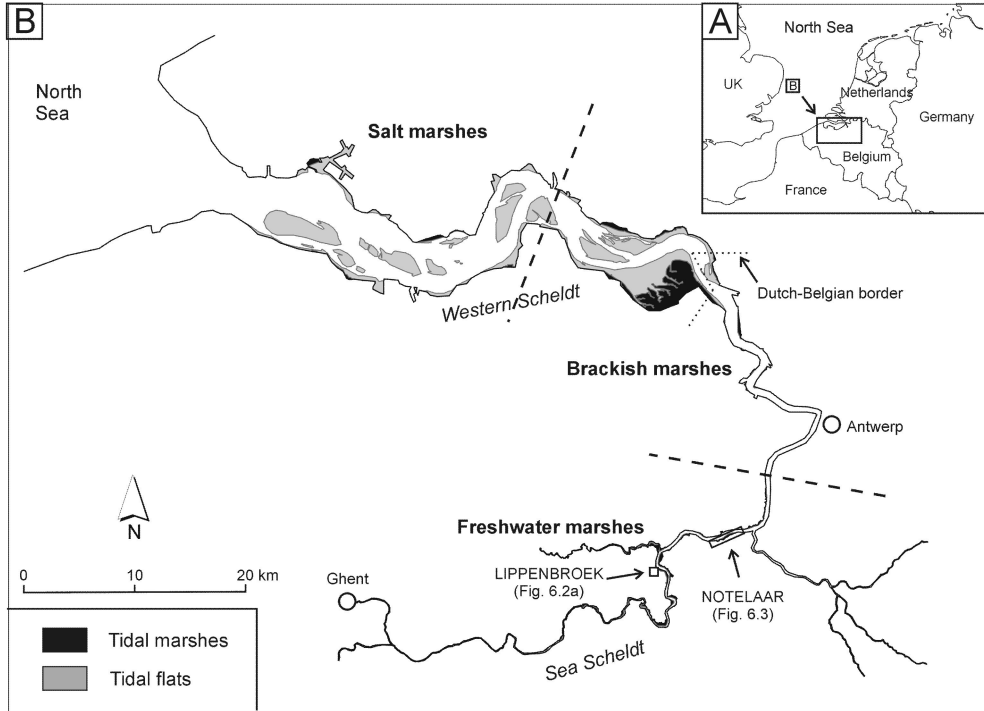 B
North
Sea
Salt marshes
A
North Sea
UK
B
Netherlands
Germany
Belgium
France
Western Scheldt
Dutch-Belgian border
Brackish marshes
Antwerp
N
0 10 20 km
Freshwater marshes
LIPPENBROEK
(Fig. 6.2a)
NOTELAAR
(Fig. 6.3)
Ghent
Sea Scheldt
Tidal marshes
Tidal flats